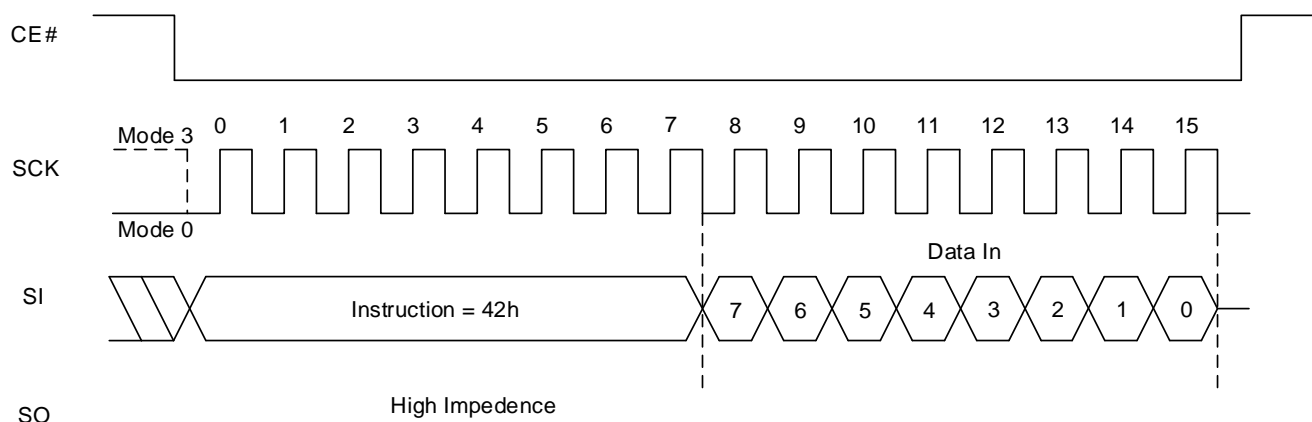 CE#
Mode 3
0 1 2 3 4 5 6 7 8 9 10 11 12 13 14 15
SCK
Mode 0
Data In
SI
Instruction = 42h
7 6 5 4 3 2 1 0
High Impedence
SO